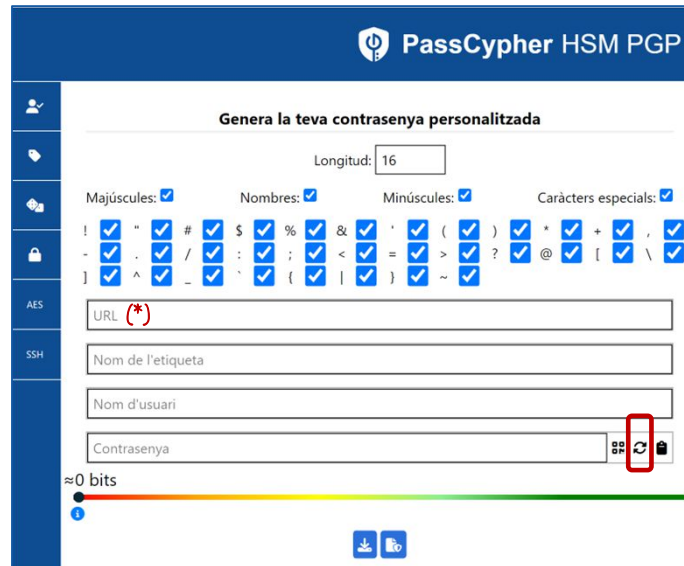 PassCypher HSM PGP
Genera la teva contrasenya personalitzada
Longitud: 16
Majúscules: Nombres: Minúscules: Caràcters especials:
! " # $ % & ' ( ) * + ,
- . / : ; < = > ? @ [ \
] ^ _ ` { | } ~
AES
URL (*)
SSH
Nom de l'etiqueta
Nom d'usuari
Contrasenya
≈0 bits